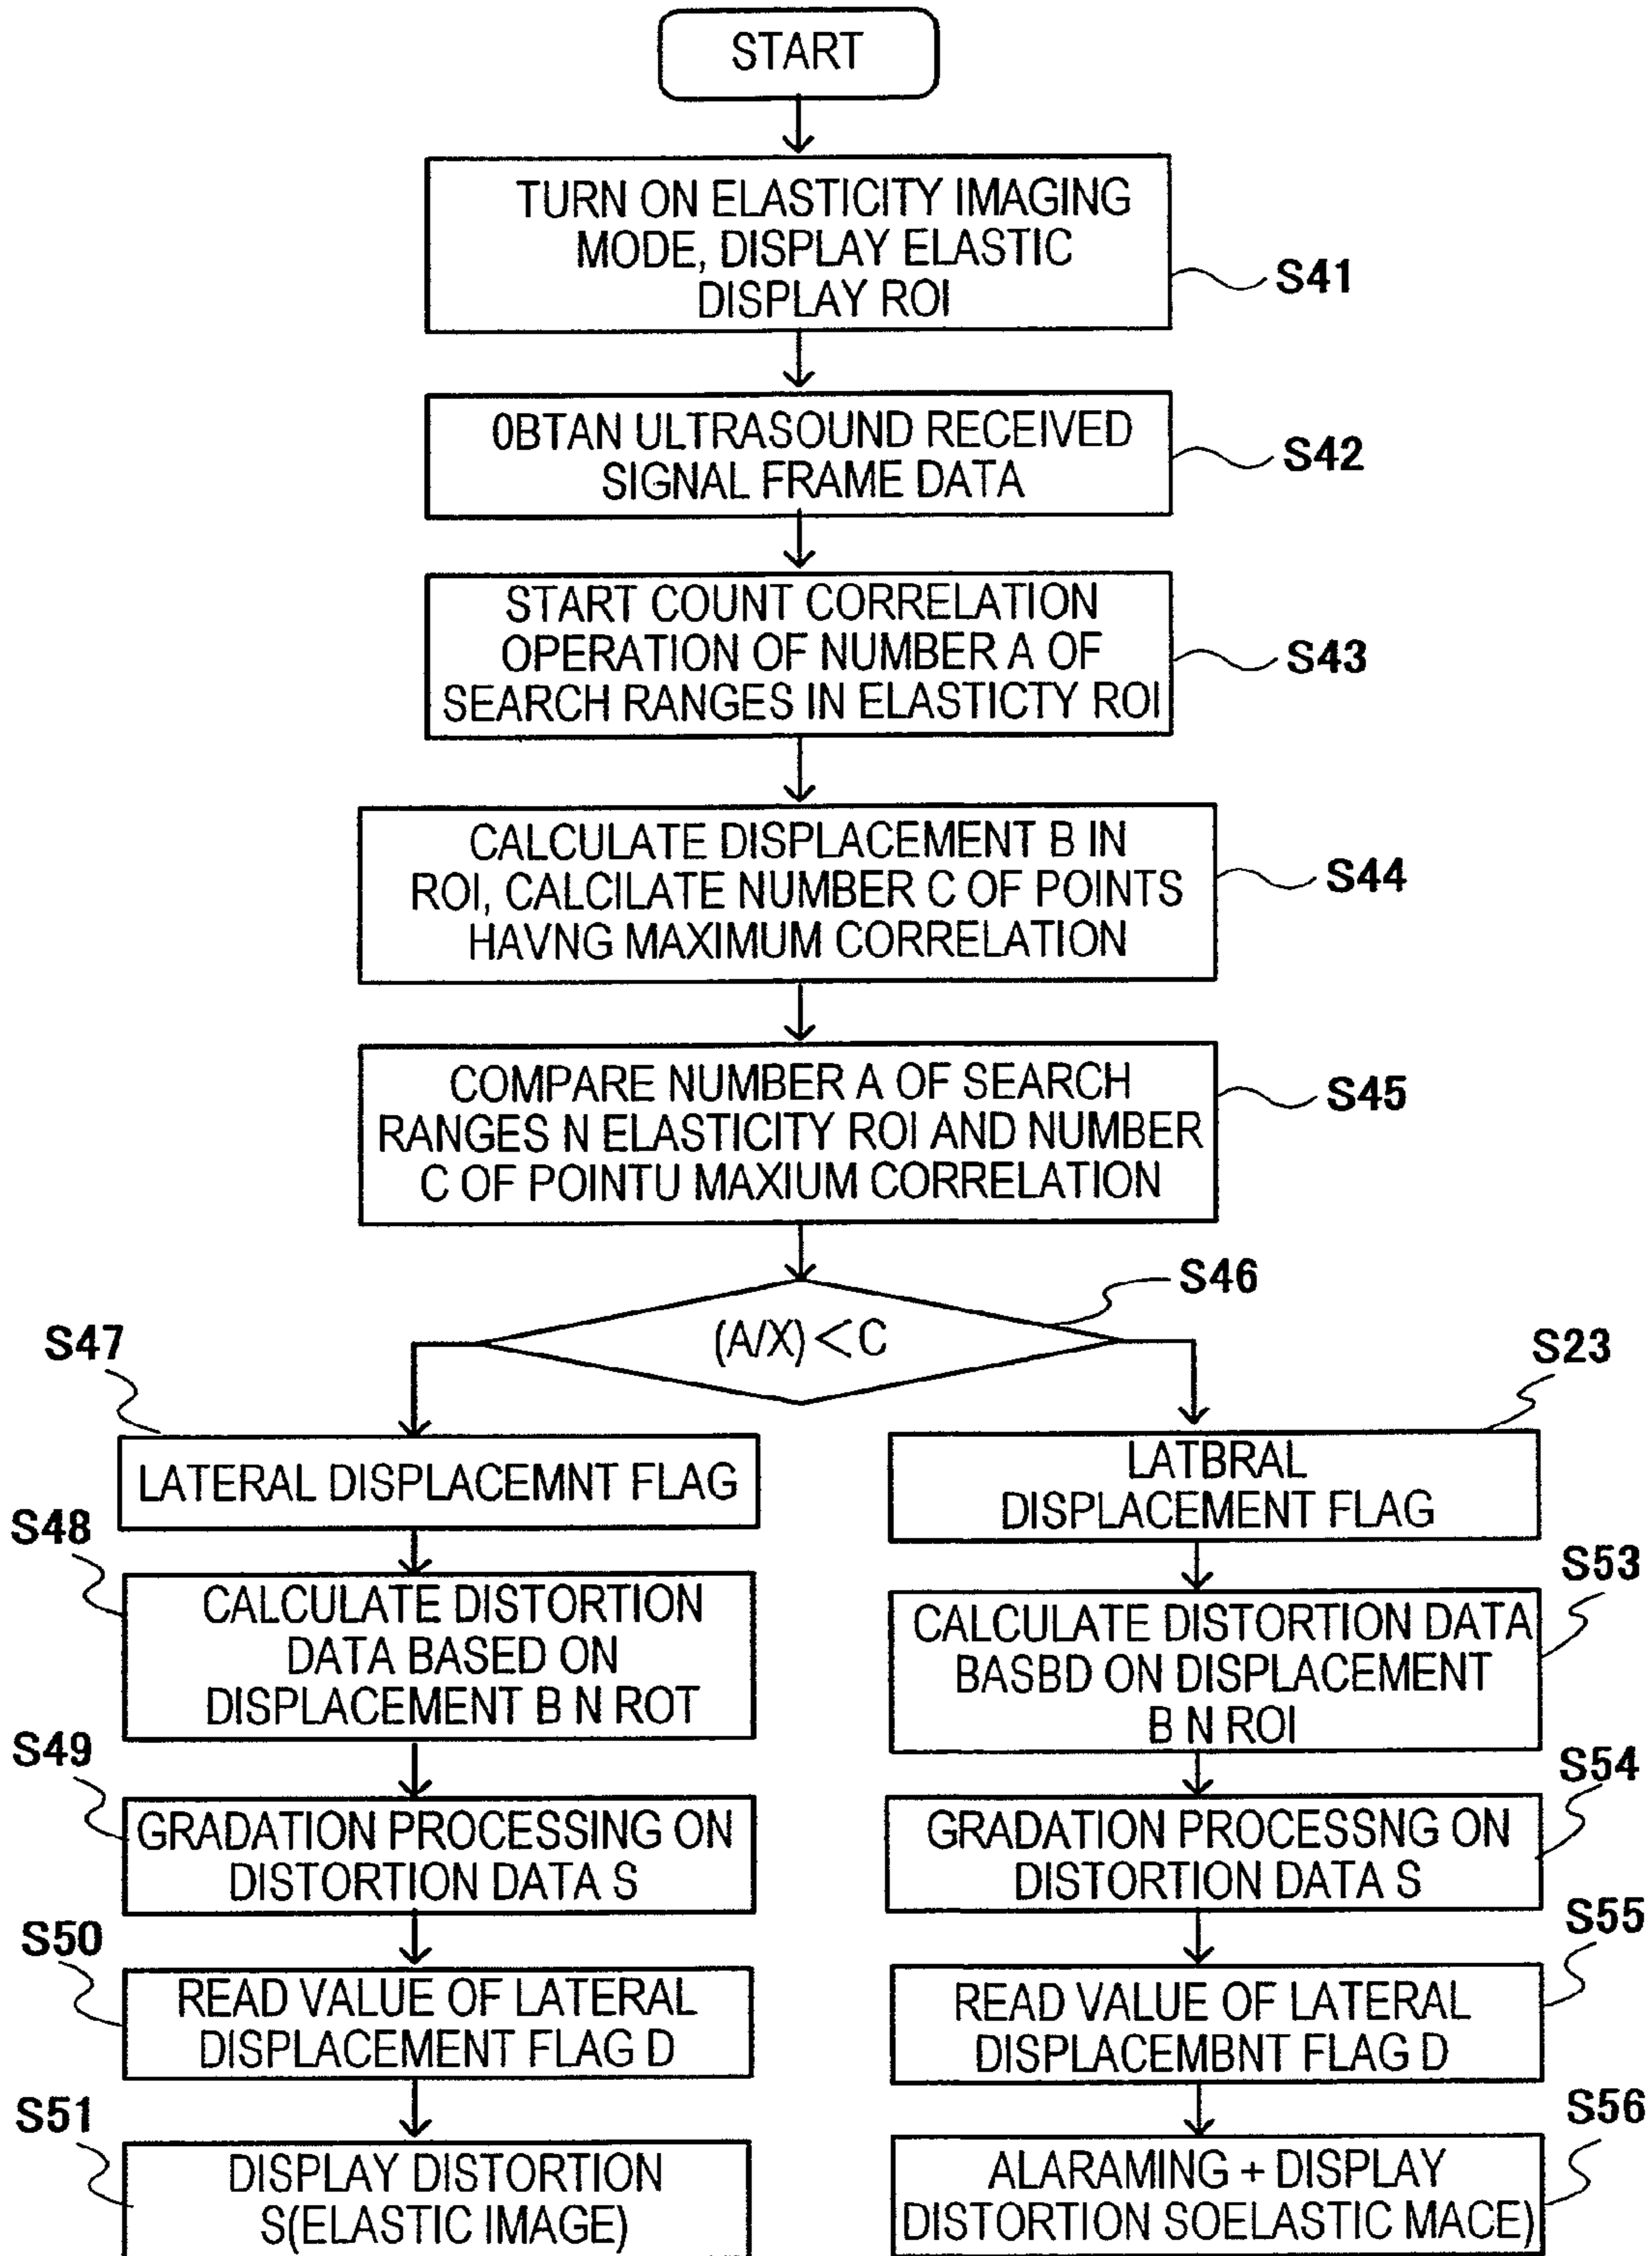 START
TURN ON ELASTICITY IMAGING
MODE, DISPLAY ELASTIC
DISPLAY ROI
S41
0BTAN ULTRASOUND RECEIVED
SIGNAL FRAME DATA
S42
START COUNT CORRELATION
OPERATION OF NUMBER A OF
SEARCH RANGES IN ELASTICTY ROI
S43
CALCULATE DISPLACEMENT B IN
ROI, CALCILATE NUMBER C OF POINTS
HAVNG MAXIMUM CORRELATION
S44
COMPARE NUMBER A OF SEARCH
RANGES N ELASTICITY ROI AND NUMBER
C OF POINTU MAXIUM CORRELATION
S45
(A/X)<C
S46
S47
LATERAL DISPLACEMNT FLAG
S48
CALCULATE DISTORTION
DATA BASED ON
DISPLACEMENT B N ROT
S49
GRADATION PROCESSING ON
DISTORTION DATA S
S50
READ VALUE OF LATERAL
DISPLACEMENT FLAG D
S51
DISPLAY DISTORTION
S(ELASTIC IMAGE)
S23
LATBRAL
DISPLACEMENT FLAG
S53
CALCULATE DISTORTION DATA
BASBD ON DISPLACEMENT
B N ROI
S54
GRADATION PROCESSNG ON
DISTORTION DATA S
S55
READ VALUE OF LATERAL
DISPLACEMBNT FLAG D
S56
ALARAMING + DISPLAY
DISTORTION SOELASTIC MACE)